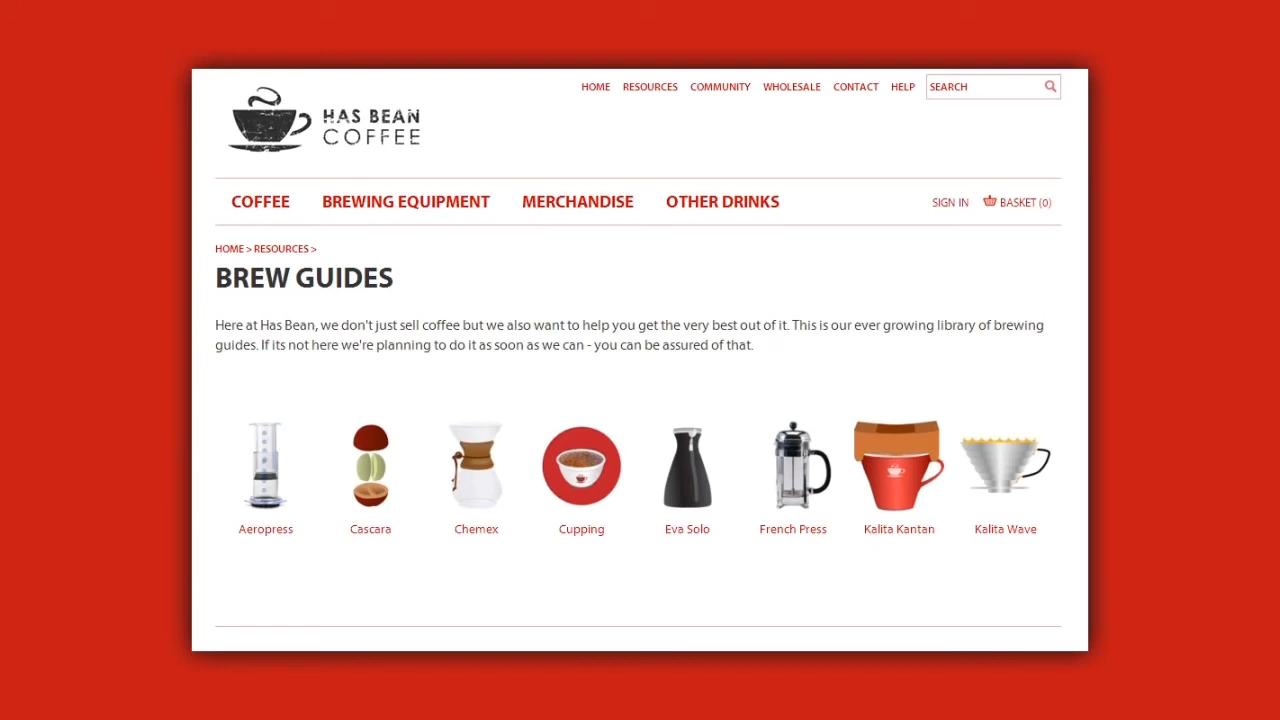 HOME RESOURCES COMMUNITY WHOLESALE CONTACT HELP SEARCH
HAS BEAN
COFFEE
COFFEE BREWING EQUIPMENT MERCHANDISE OTHER DRINKS SIGN IN BASKET (0)
HOME > RESOURCES >
BREW GUIDES
Here at Has Bean, we don't just sell coffee but we also want to help you get the very best out of it. This is our ever growing library of brewing
guides. If its not here we're planning to do it as soon as we can - you can be assured of that.
Aeropress Cascara Chemex Cupping Eva Solo French Press Kalita Kantan Kalita Wave